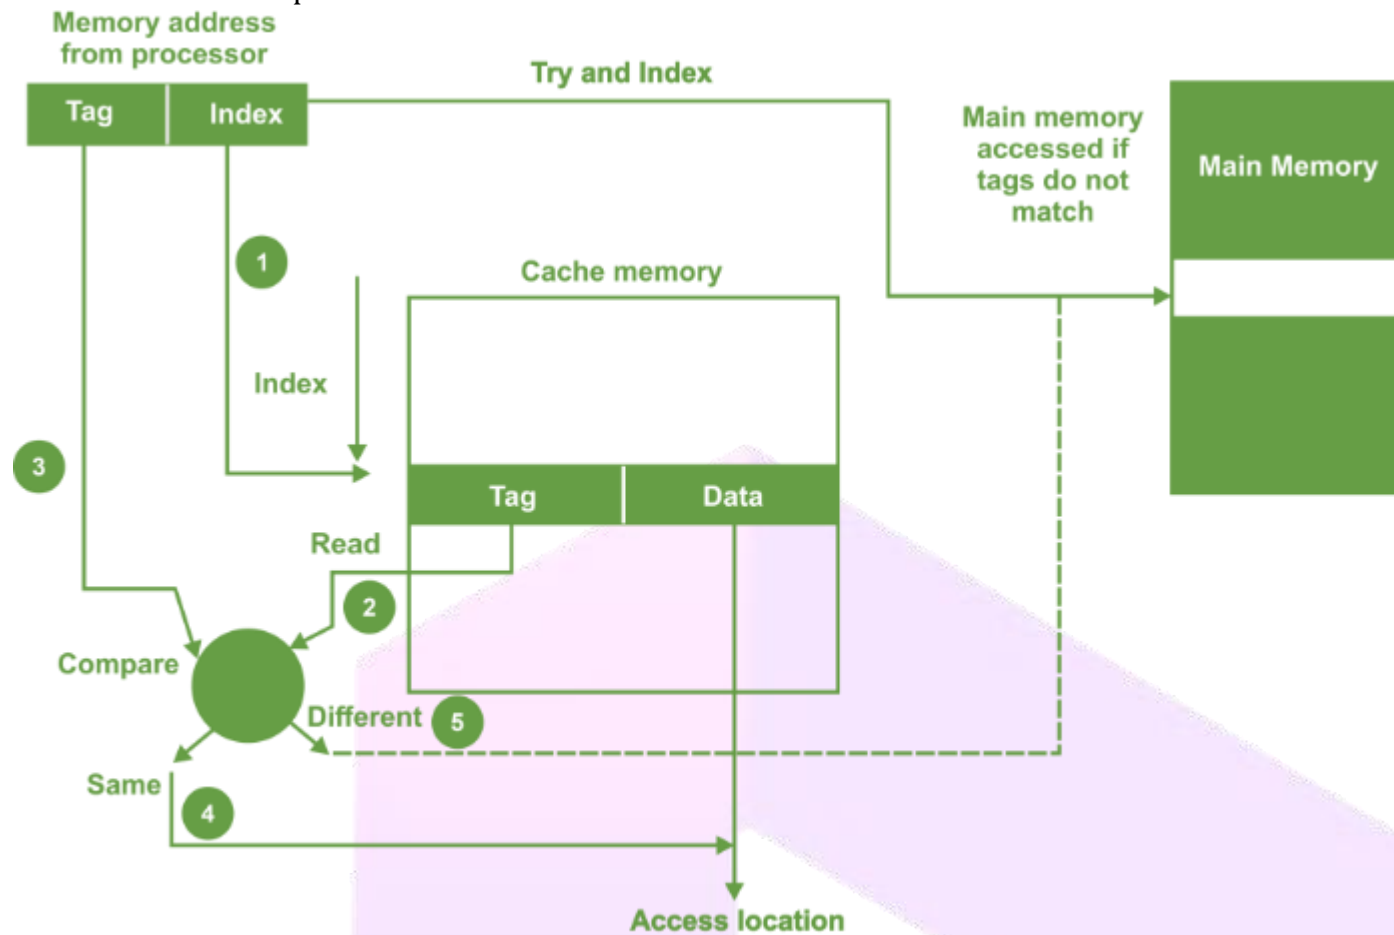 Memory address
from processor
Tag
Index
Try and Index
Main memory
accessed if
tags do not
match
Main Memory
1
Cache memory
Index
3
Tag
Data
Read
2
Compare
Different
5
Same
4
Access location